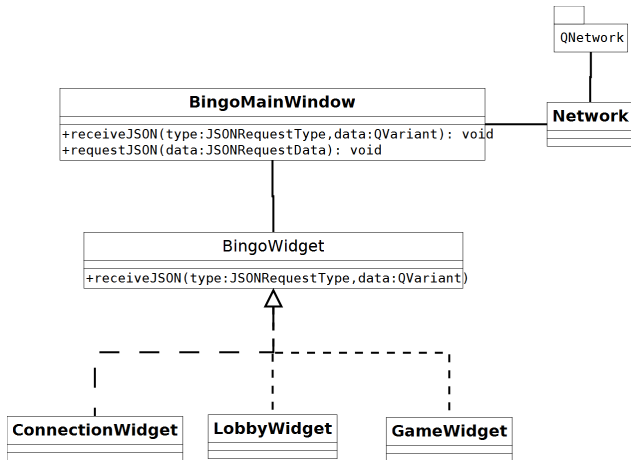 QNetwork
BingoMainWindow
Network
+receiveJSON(type:JSONRequestType,data:QVariant): void
+requestJSON(data:JSONRequestData): void
BingoWidget
+receiveJSON(type:JSONRequestType,data:QVariant)
ConnectionWidget
LobbyWidget
GameWidget